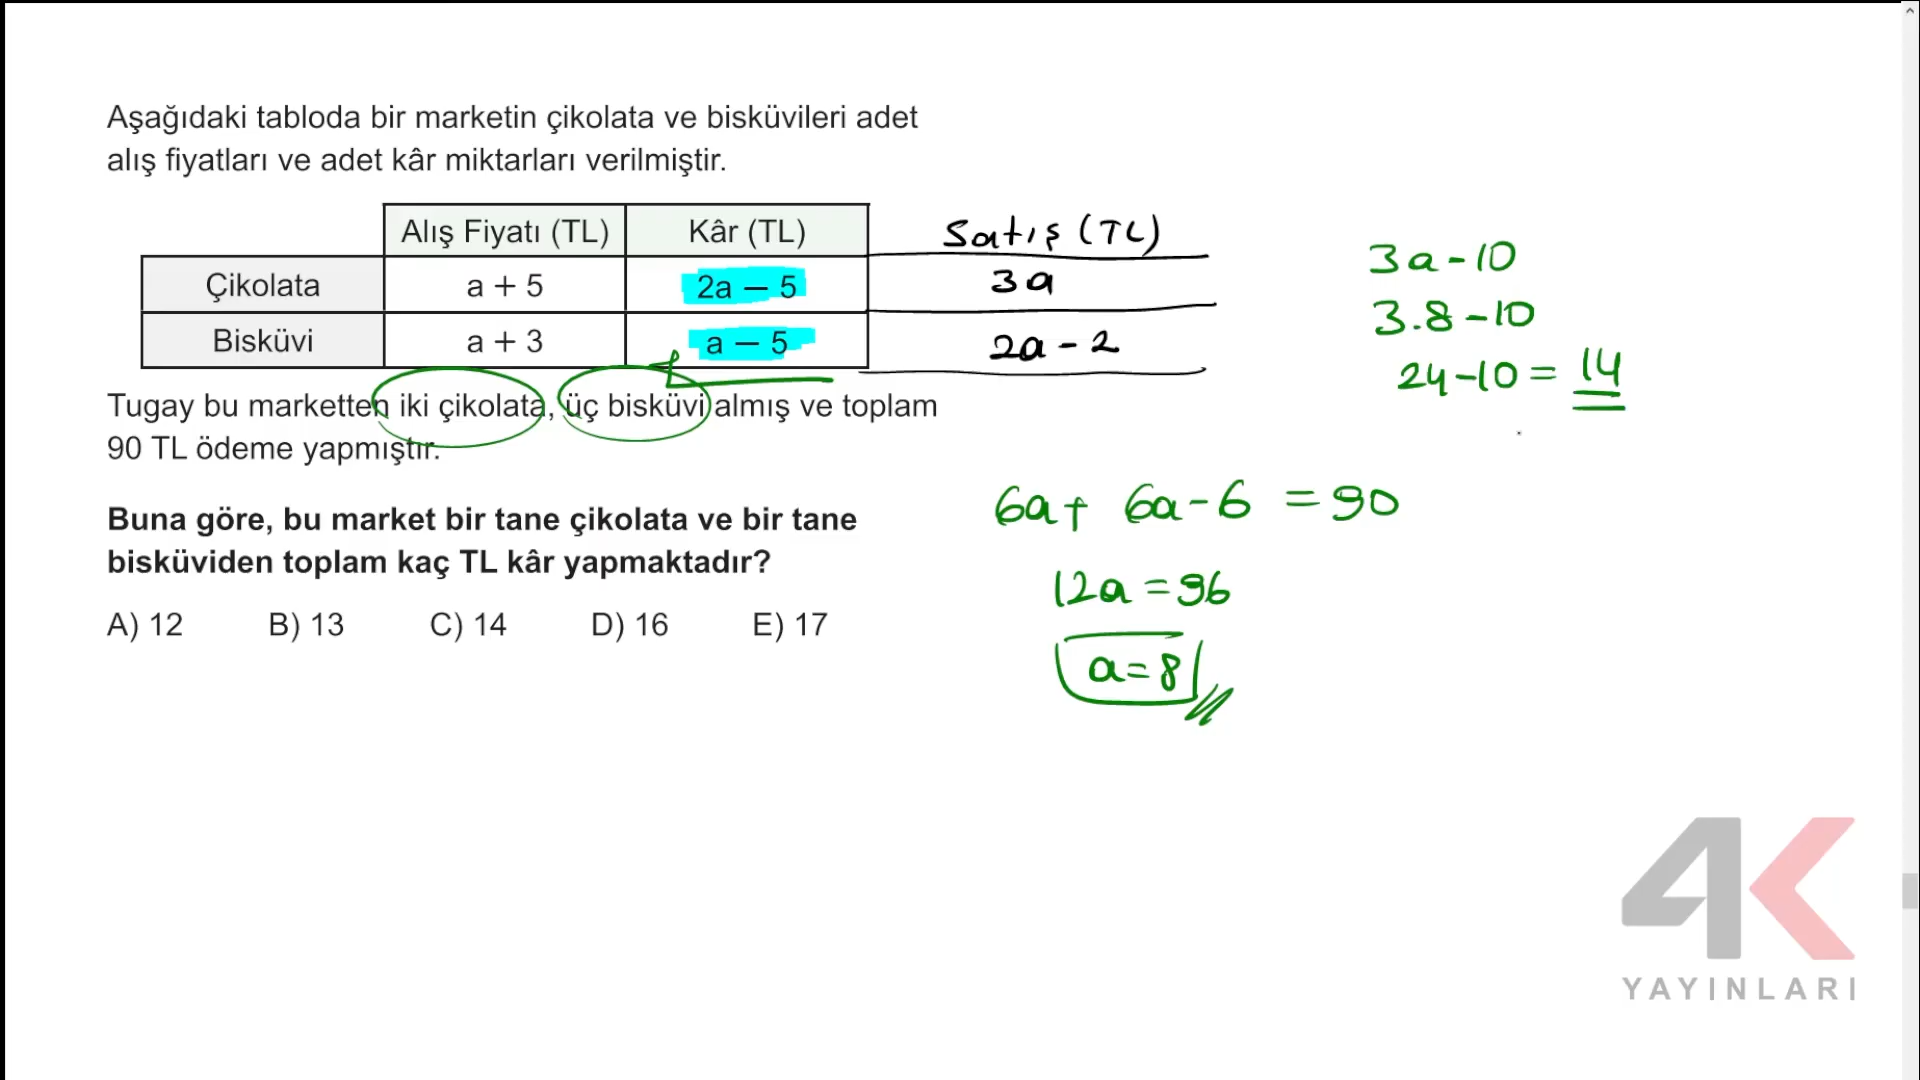 Aşağıdaki tabloda bir marketin çikolata ve bisküvileri adet
alış fiyatları ve adet kâr miktarları verilmiştir.
Alış Fiyatı (TL) Kâr (TL) Satış (TL)
Çikolata a + 5 2a – 5 3a
Bisküvi a + 3 a – 5 2a - 2
Tugay bu marketten iki çikolata, üç bisküvi almış ve toplam
90 TL ödeme yapmıştır.
Buna göre, bu market bir tane çikolata ve bir tane
bisküviden toplam kaç TL kâr yapmaktadır?
A) 12 B) 13 C) 14 D) 16 E) 17
3a - 10
3.8 - 10
24 - 10 = 14
6a + 6a - 6 = 90
12a = 96
a = 8
4K
YAYINLARI